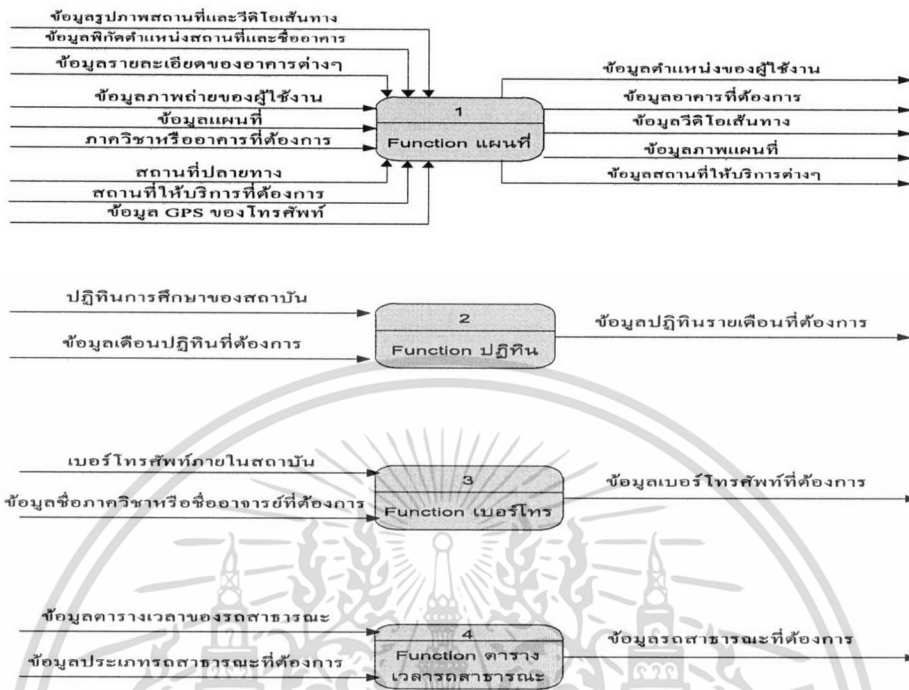 ข้อมูลรูปภาพสถานที่และวีดิโอเส้นทาง
ข้อมูลพิกัดตำแหน่งสถานที่และชื่ออาคาร
ข้อมูลรายละเอียดของอาคารต่างๆ
ข้อมูลภาพถ่ายของผู้ใช้งาน
ข้อมูลแผนที่
ภาควิชาหรืออาคารที่ต้องการ
สถานที่ปลายทาง
สถานที่ให้บริการที่ต้องการ
ข้อมูล GPS ของโทรศัพท์
1
Function แผนที่
ข้อมูลตำแหน่งของผู้ใช้งาน
ข้อมูลอาคารที่ต้องการ
ข้อมูลวีดิโอเส้นทาง
ข้อมูลภาพแผนที่
ข้อมูลสถานที่ให้บริการต่างๆ
ปฏิทินการศึกษาของสถาบัน
ข้อมูลเดือนปฏิทินที่ต้องการ
2
Function ปฏิทิน
ข้อมูลปฏิทินรายเดือนที่ต้องการ
เบอร์โทรศัพท์ภายในสถาบัน
ข้อมูลชื่อภาควิชาหรือชื่ออาจารย์ที่ต้องการ
3
Function เบอร์โทร
ข้อมูลเบอร์โทรศัพท์ที่ต้องการ
ข้อมูลตารางเวลาของรถสาธารณะ
ข้อมูลประเภทรถสาธารณะที่ต้องการ
4
Function ตาราง
เวลารถสาธารณะ
ข้อมูลรถสาธารณะที่ต้องการ